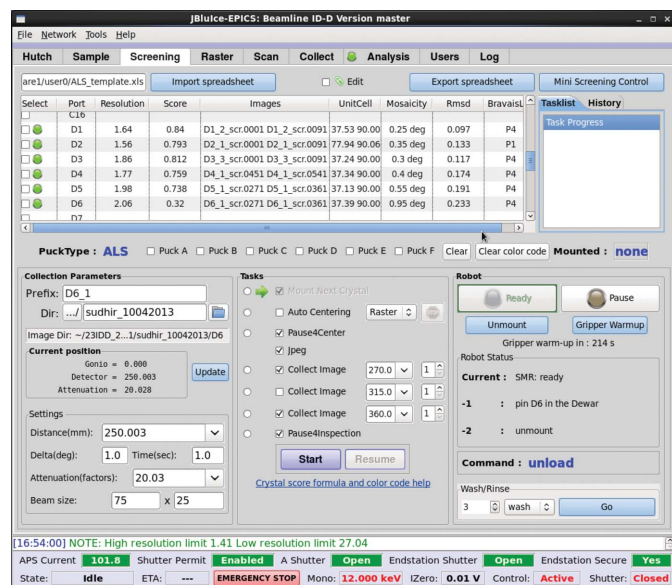 JBluIce-EPICS: Beamline ID-D Version master
File Network Tools Help
Hutch Sample Screening Raster Scan Collect Analysis Users Log
are1/user0/ALS_template.xls Import spreadsheet Edit Export spreadsheet Mini Screening Control
Select Port Resolution Score Images UnitCell Mosaicity Rmsd BravaisL Tasklist History
C16 Task Progress
D1 1.64 0.84 D1_2_scr.0001 D1_2_scr.0091 37.53 90.00 0.25 deg 0.097 P4
D2 1.56 0.793 D2_1_scr.0001 D2_1_scr.0091 77.94 90.06 0.35 deg 0.133 P1
D3 1.86 0.812 D3_3_scr.0001 D3_3_scr.0091 37.24 90.00 0.3 deg 0.117 P4
D4 1.77 0.759 D4_1_scr.0451 D4_1_scr.0541 37.34 90.00 0.4 deg 0.174 P4
D5 1.98 0.738 D5_1_scr.0271 D5_1_scr.0361 37.13 90.00 0.55 deg 0.191 P4
D6 2.06 0.32 D6_1_scr.0271 D6_1_scr.0361 37.39 90.00 0.95 deg 0.233 P4
D7
PuckType : ALS Puck A Puck B Puck C Puck D Puck E Puck F Clear Clear color code Mounted : none
Collection Parameters
Prefix: D6_1
Dir: .../ sudhir_10042013
Image Dir: ~/23IDD_2...1/sudhir_10042013/D6
Current position
Gonio = 0.000
Detector = 250.003
Attenuation = 20.028
Update
Settings
Distance(mm): 250.003
Delta(deg): 1.0 Time(sec): 1.0
Attenuation(factors): 20.03
Beam size: 75 x 25
Tasks
Mount Next Crystal
Auto Centering Raster
Pause4Center
Jpeg
Collect Image 270.0 1
Collect Image 315.0 1
Collect Image 360.0 1
Pause4Inspection
Start Resume
Crystal score formula and color code help
Robot
Ready Pause
Unmount Gripper Warmup
Gripper warm-up in : 214 s
Robot Status
Current : SMR: ready
-1 : pin D6 in the Dewar
-2 : unmount
Command : unload
Wash/Rinse
3 wash Go
[16:54:00] NOTE: High resolution limit 1.41 Low resolution limit 27.04
APS Current 101.8 Shutter Permit Enabled A Shutter Open Endstation Shutter Open Endstation Secure Yes
State: Idle ETA: --- EMERGENCY STOP Mono: 12.000 keV IZero: 0.01 V Control: Active Shutter: Closed